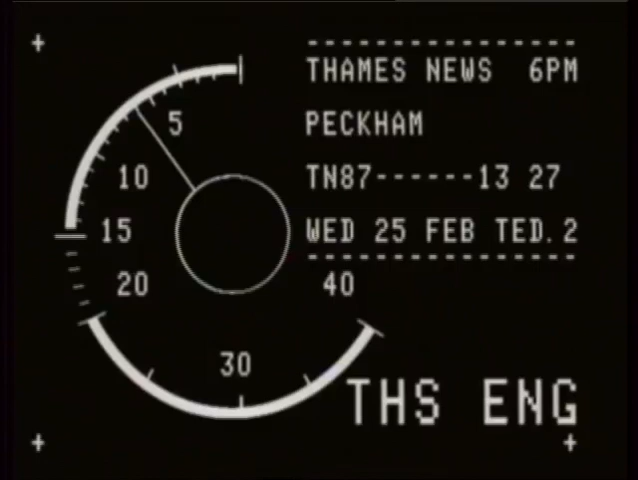 THAMES NEWS 6PM
PECKHAM
TN87------13 27
WED 25 FEB TED.2
5
10
15
20
30
40
THS ENG